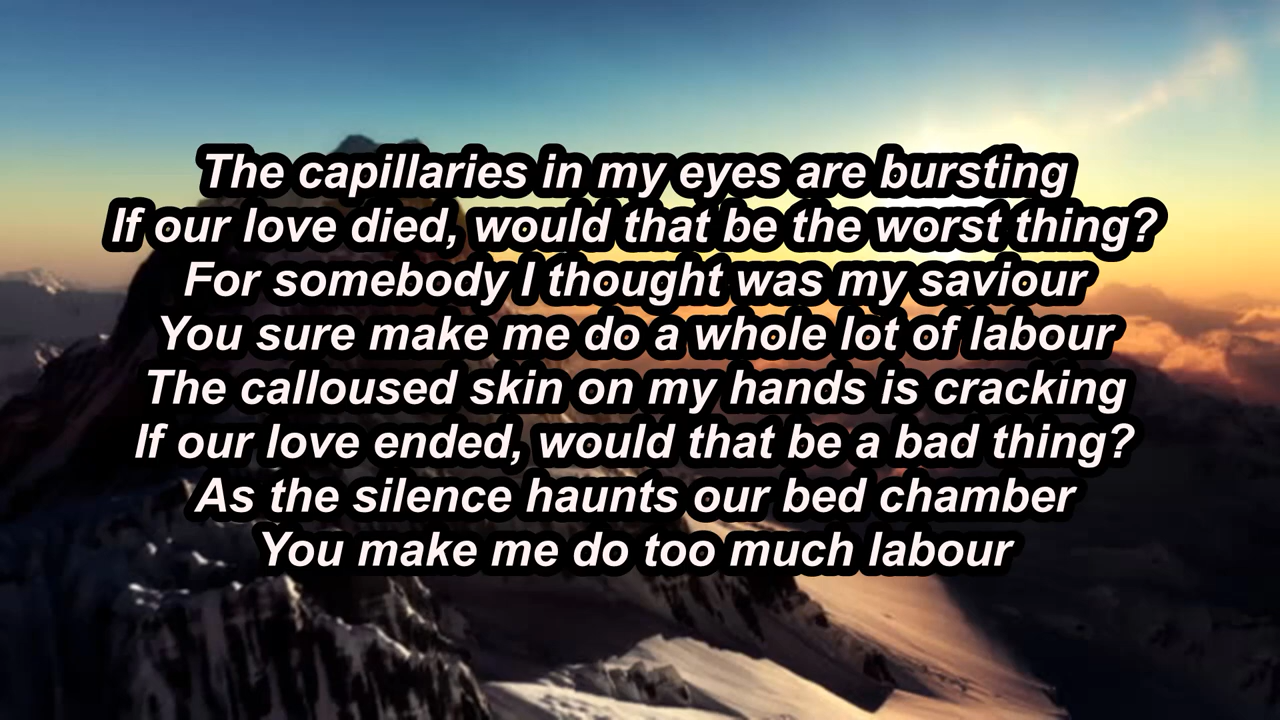 The capillaries in my eyes are bursting
If our love died, would that be the worst thing?
For somebody I thought was my saviour
You sure make me do a whole lot of labour
The calloused skin on my hands is cracking
If our love ended, would that be a bad thing?
As the silence haunts our bed chamber
You make me do too much labour